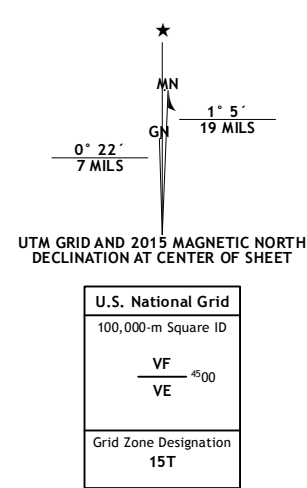 ★
MN
1° 5´
19 MILS
GN
0° 22´
7 MILS
UTM GRID AND 2015 MAGNETIC NORTH
DECLINATION AT CENTER OF SHEET
U.S. National Grid
100,000-m Square ID
VF
4500
VE
Grid Zone Designation
15T